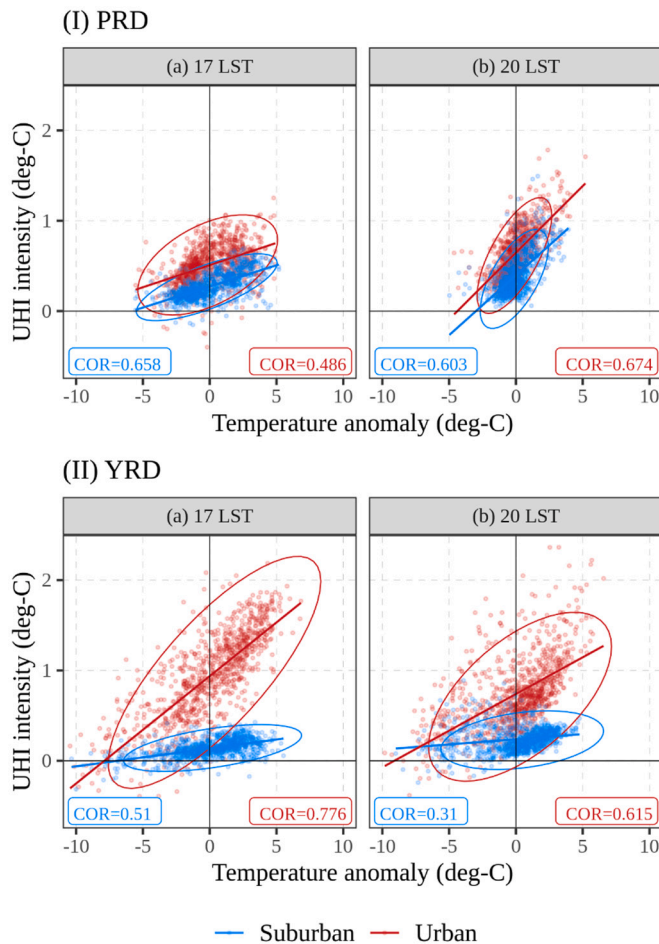 (I) PRD
(a) 17 LST
(b) 20 LST
UHI intensity (deg-C)
2
1
0
COR=0.658
COR=0.486
COR=0.603
COR=0.674
-10 -5 0 5 10
-10 -5 0 5 10
Temperature anomaly (deg-C)
(II) YRD
(a) 17 LST
(b) 20 LST
UHI intensity (deg-C)
2
1
0
COR=0.51
COR=0.776
COR=0.31
COR=0.615
-10 -5 0 5 10
-10 -5 0 5 10
Temperature anomaly (deg-C)
Suburban Urban